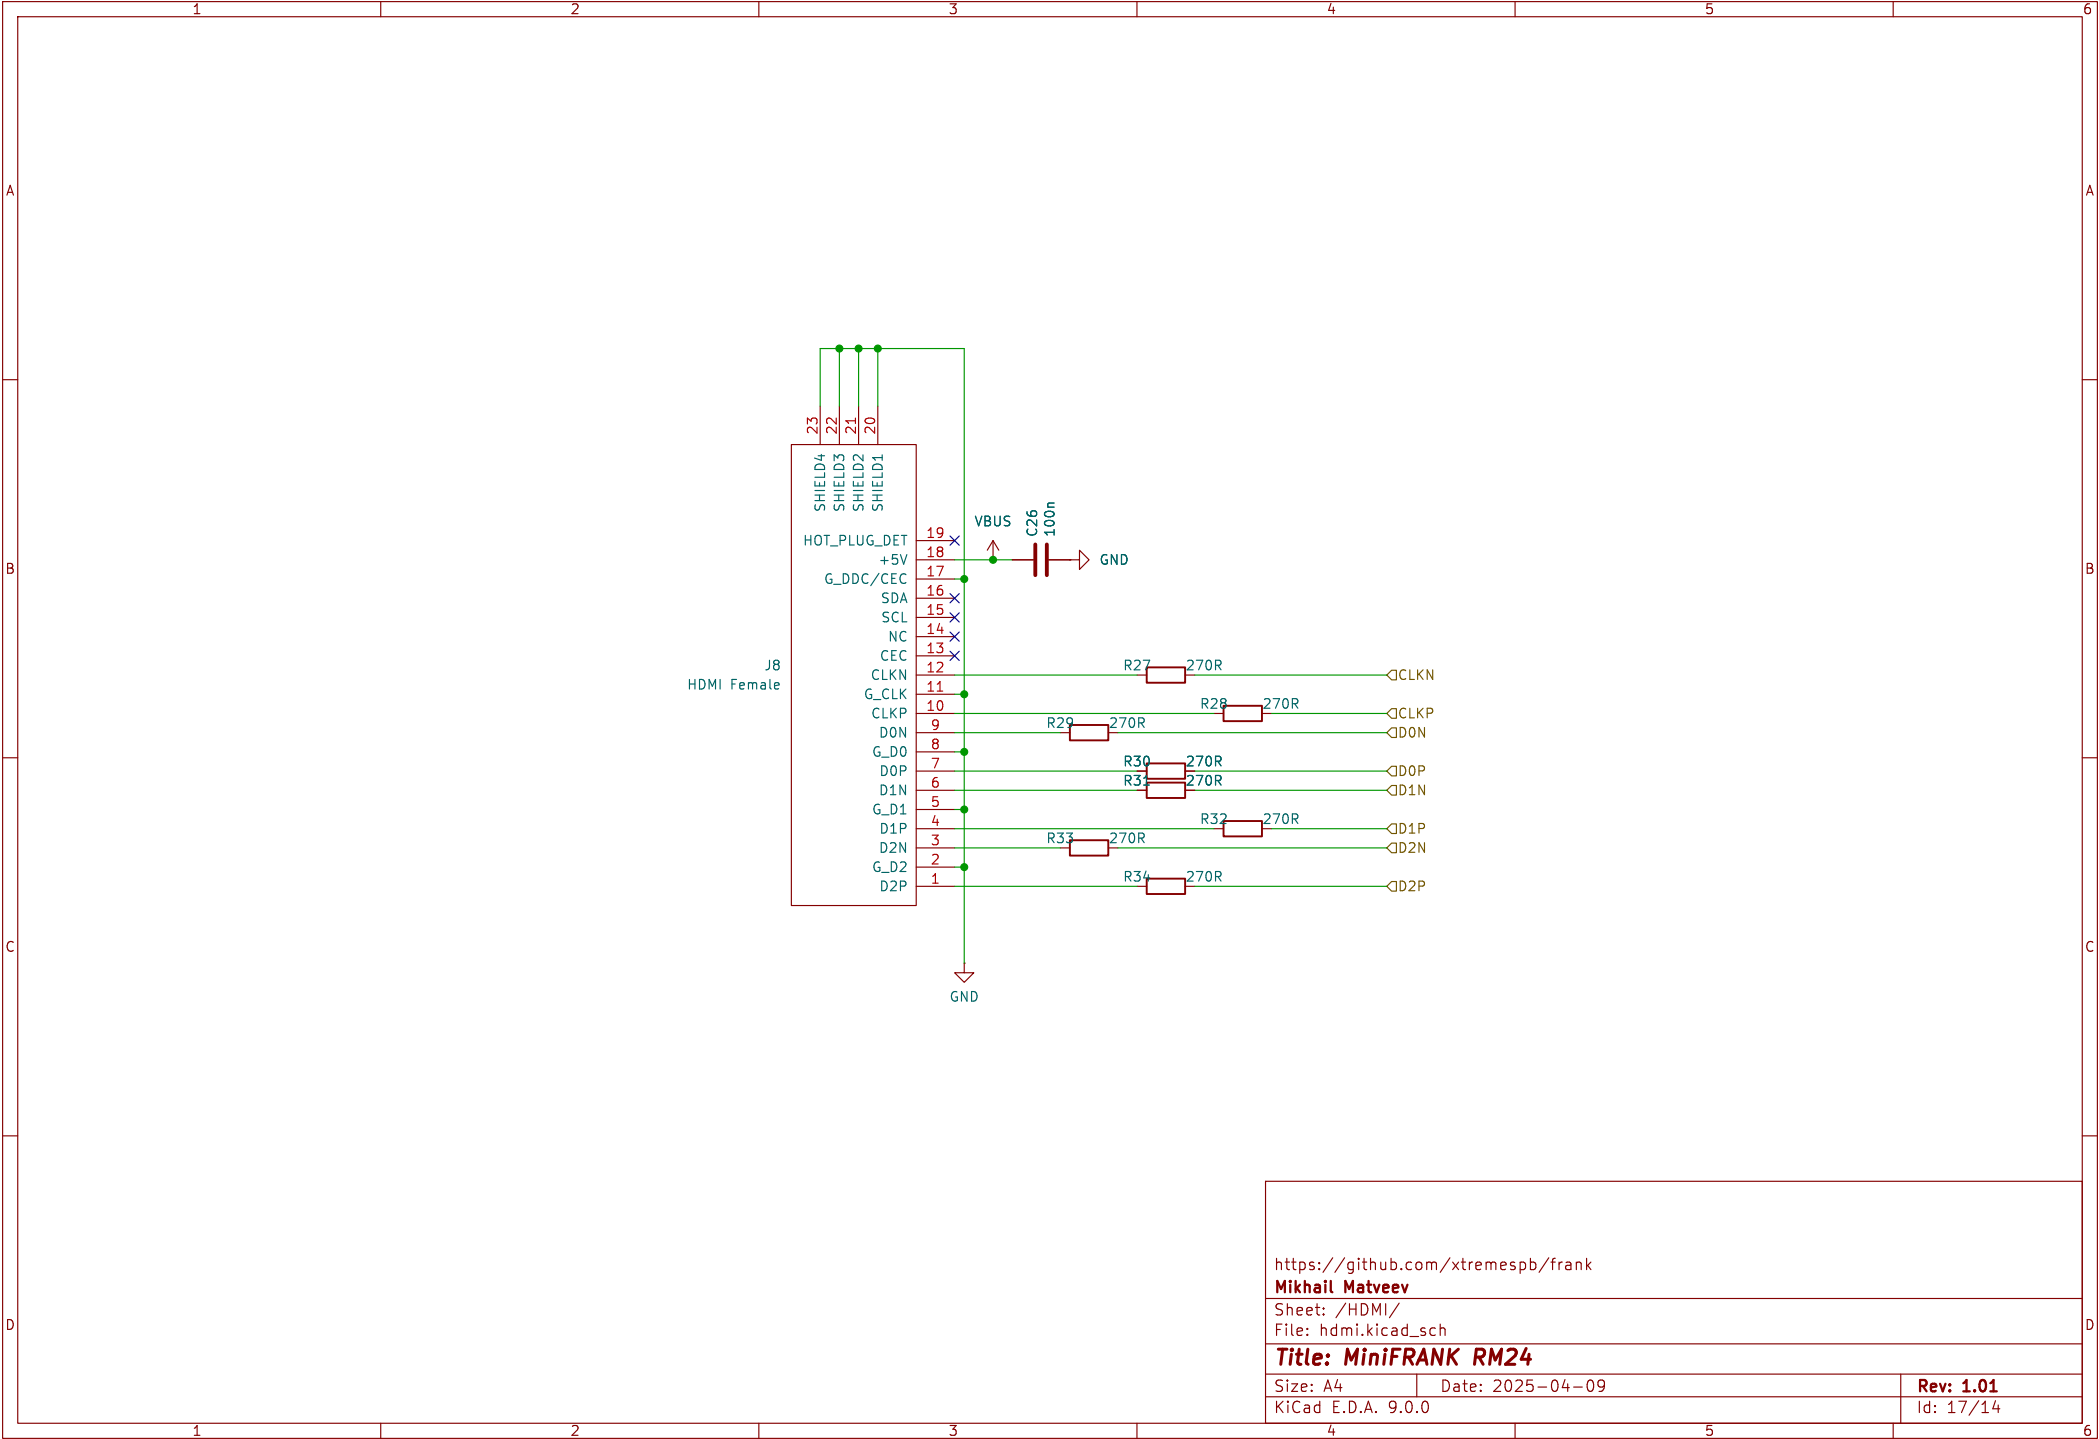 1 2 3 4 5 6
A A
B B
C C
D D
23 22 21 20
SHIELD4 SHIELD3 SHIELD2 SHIELD1
VBUS C26 100n
HOT_PLUG_DET 19
+5V 18 GND
G_DDC/CEC 17
SDA 16
SCL 15
NC 14
CEC 13
J8
HDMI Female
CLKN 12 R27 270R CLKN
G_CLK 11
CLKP 10 R28 270R CLKP
D0N 9 R29 270R D0N
G_D0 8
D0P 7 R30 270R D0P
D1N 6 R31 270R D1N
G_D1 5
D1P 4 R32 270R D1P
D2N 3 R33 270R D2N
G_D2 2
D2P 1 R34 270R D2P
GND
https://github.com/xtremespb/frank
Mikhail Matveev
Sheet: /HDMI/
File: hdmi.kicad_sch
Title: MiniFRANK RM24
Size: A4 Date: 2025-04-09 Rev: 1.01
KiCad E.D.A. 9.0.0 Id: 17/14
1 2 3 4 5 6